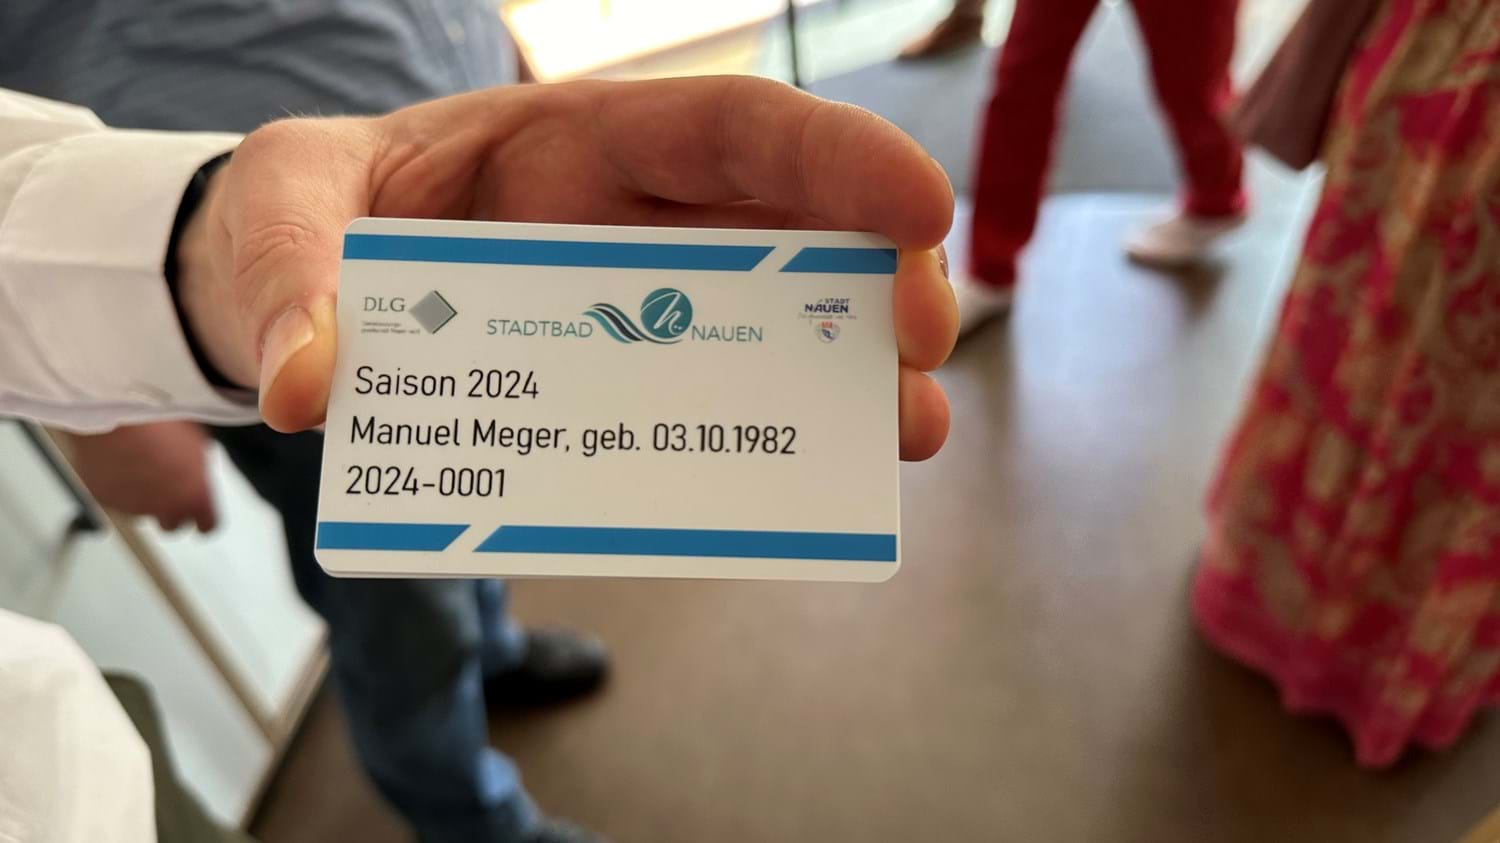 DLG
STADTBAD NAUEN
STADT
NAUEN
Saison 2024
Manuel Meger, geb. 03.10.1982
2024-0001